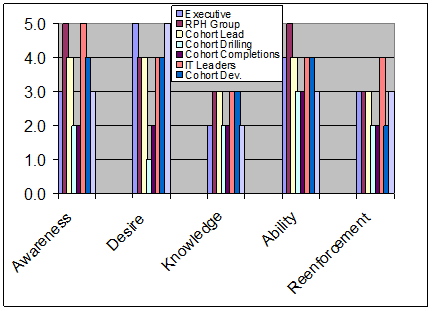 Executive
RPH Group
Cohort Lead
Cohort Drilling
Cohort Completions
IT Leaders
Cohort Dev.
5.0
4.0
3.0
2.0
1.0
0.0
Awareness
Desire
Knowledge
Ability
Reenforcement